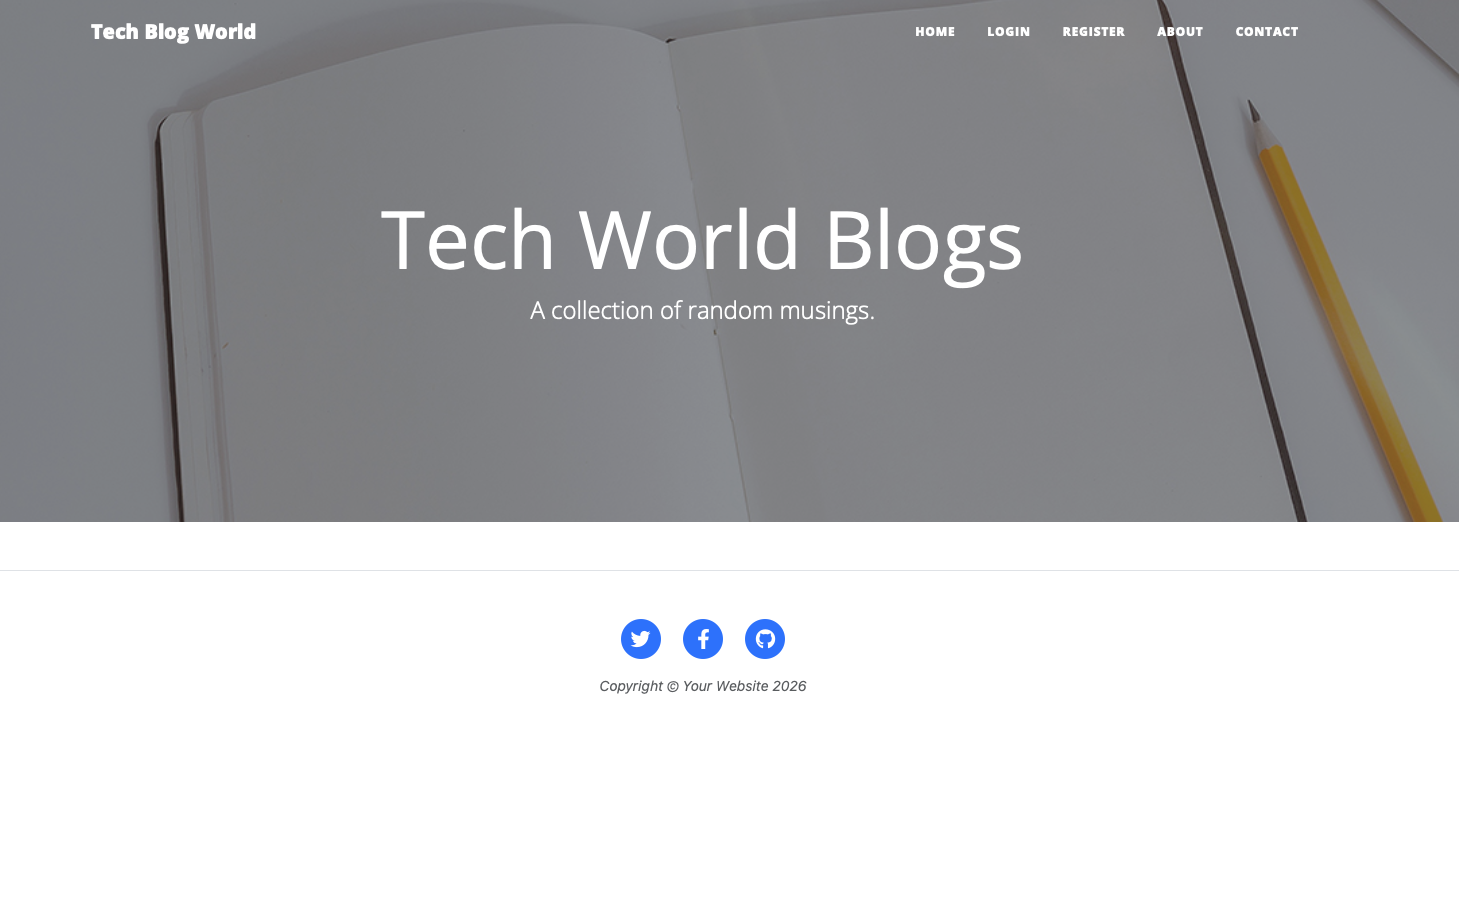 Tech Blog World
HOME LOGIN REGISTER ABOUT CONTACT
Tech World Blogs
A collection of random musings.
Copyright © Your Website 2026